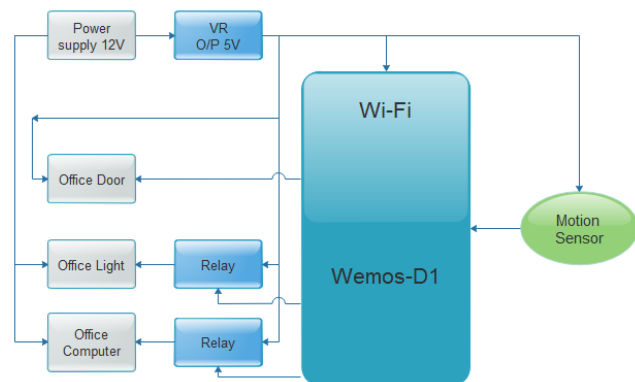 Power
supply 12V
VR
O/P 5V
Wi-Fi
Office Door
Motion
Sensor
Office Light
Relay
Wemos-D1
Office
Computer
Relay